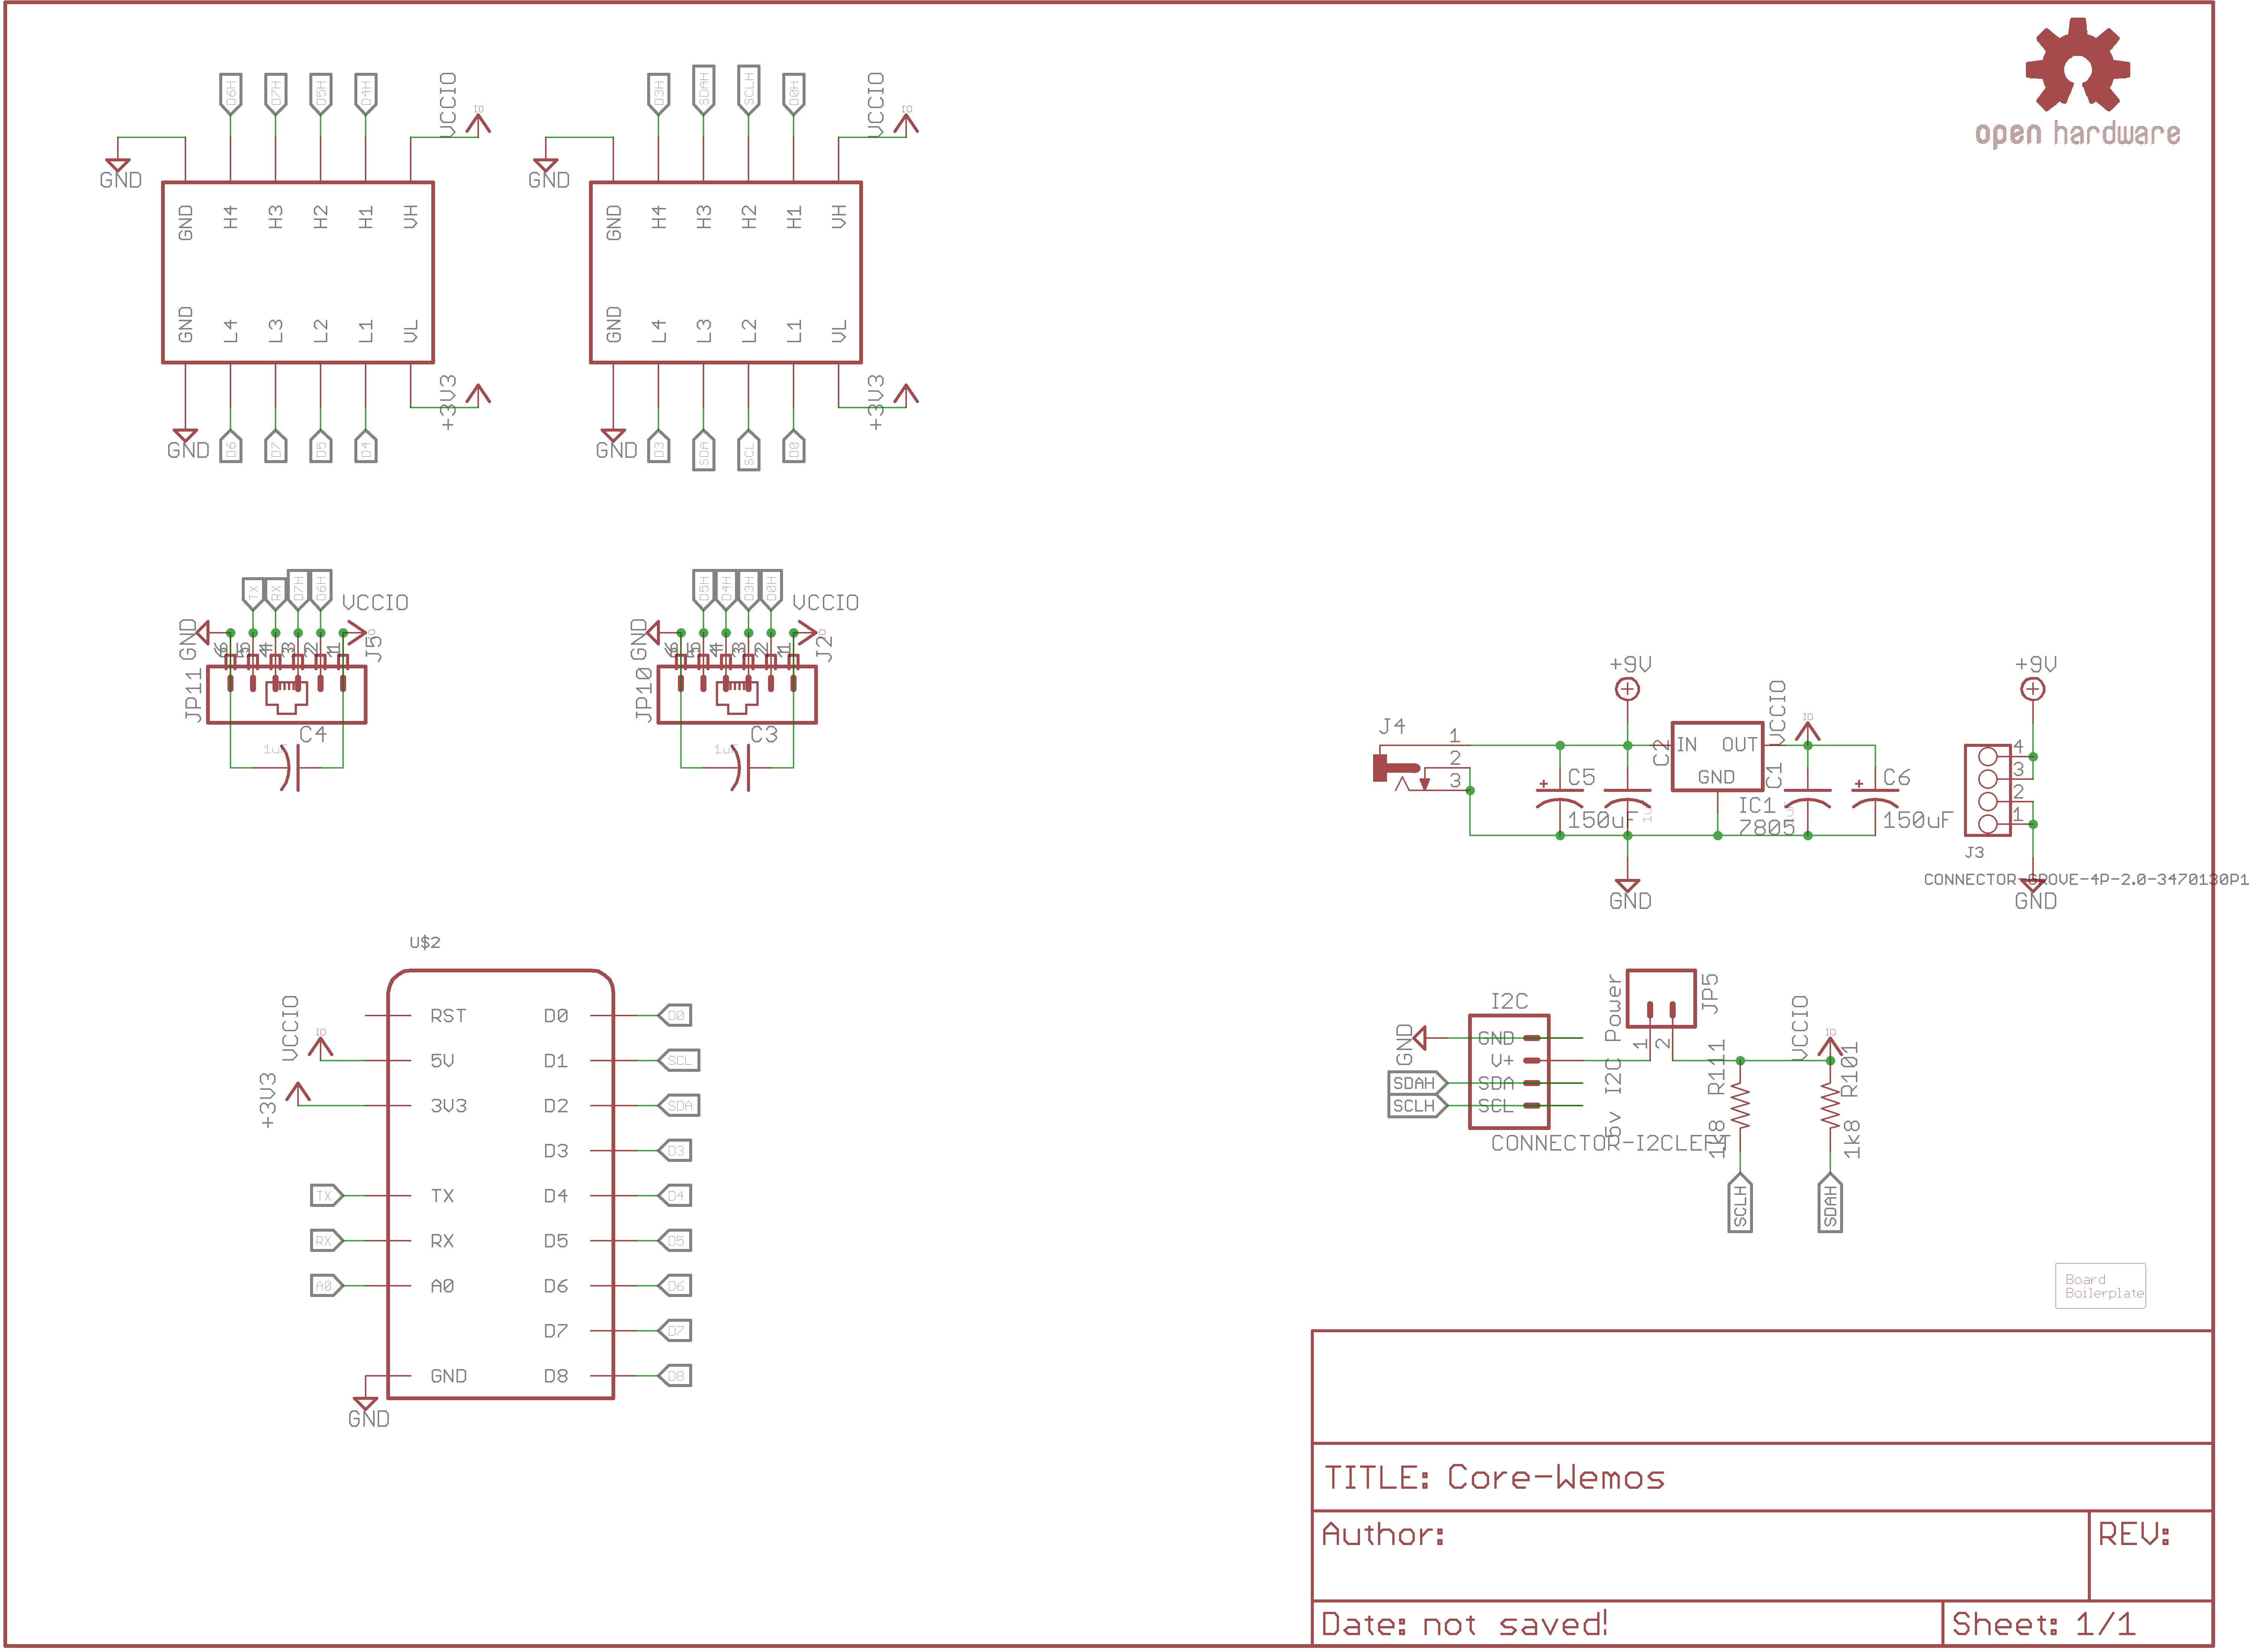 open hardware
D6H D7H D5H D4H VCCIO IO
D3H SDAH SCLH D0H VCCIO IO
GND
GND
GND H4 H3 H2 H1 VH
GND H4 H3 H2 H1 VH
GND L4 L3 L2 L1 VL
GND L4 L3 L2 L1 VL
+3V3
+3V3
GND D6 D7 D5 D4
GND D3 SDA SCL D0
TX RX D7H D6H VCCIO
GND 6 5 4 3 2 1 J5
JP11
C4
1uF
D5H D4H D3H D0H VCCIO
GND 6 5 4 3 2 1 J2
JP10
C3
1uF
+9V
J4 1 2 3
C2 IN OUT GND
VCCIO IO
C5
150uF
IC1
7805
C1
C6
150uF
GND
+9V
4
3
2
1
J3
CONNECTOR-GROVE-4P-2.0-3470130P1
GND
U$2
VCCIO IO
+3V3
RST D0 D0
5V D1 SCL
3V3 D2 SDA
D3 D3
TX TX D4 D4
RX RX D5 D5
A0 A0 D6 D6
D7 D7
GND D8 D8
GND
I2C
GND GND
V+
SDAH SDA
SCLH SCL
CONNECTOR-I2CLEFT
5v I2C Power
JP5
1 2
VCCIO IO
R111
1k8
R101
1k8
SCLH
SDAH
Board
Boilerplate
TITLE: Core-Wemos
Author:
REV:
Date: not saved!
Sheet: 1/1